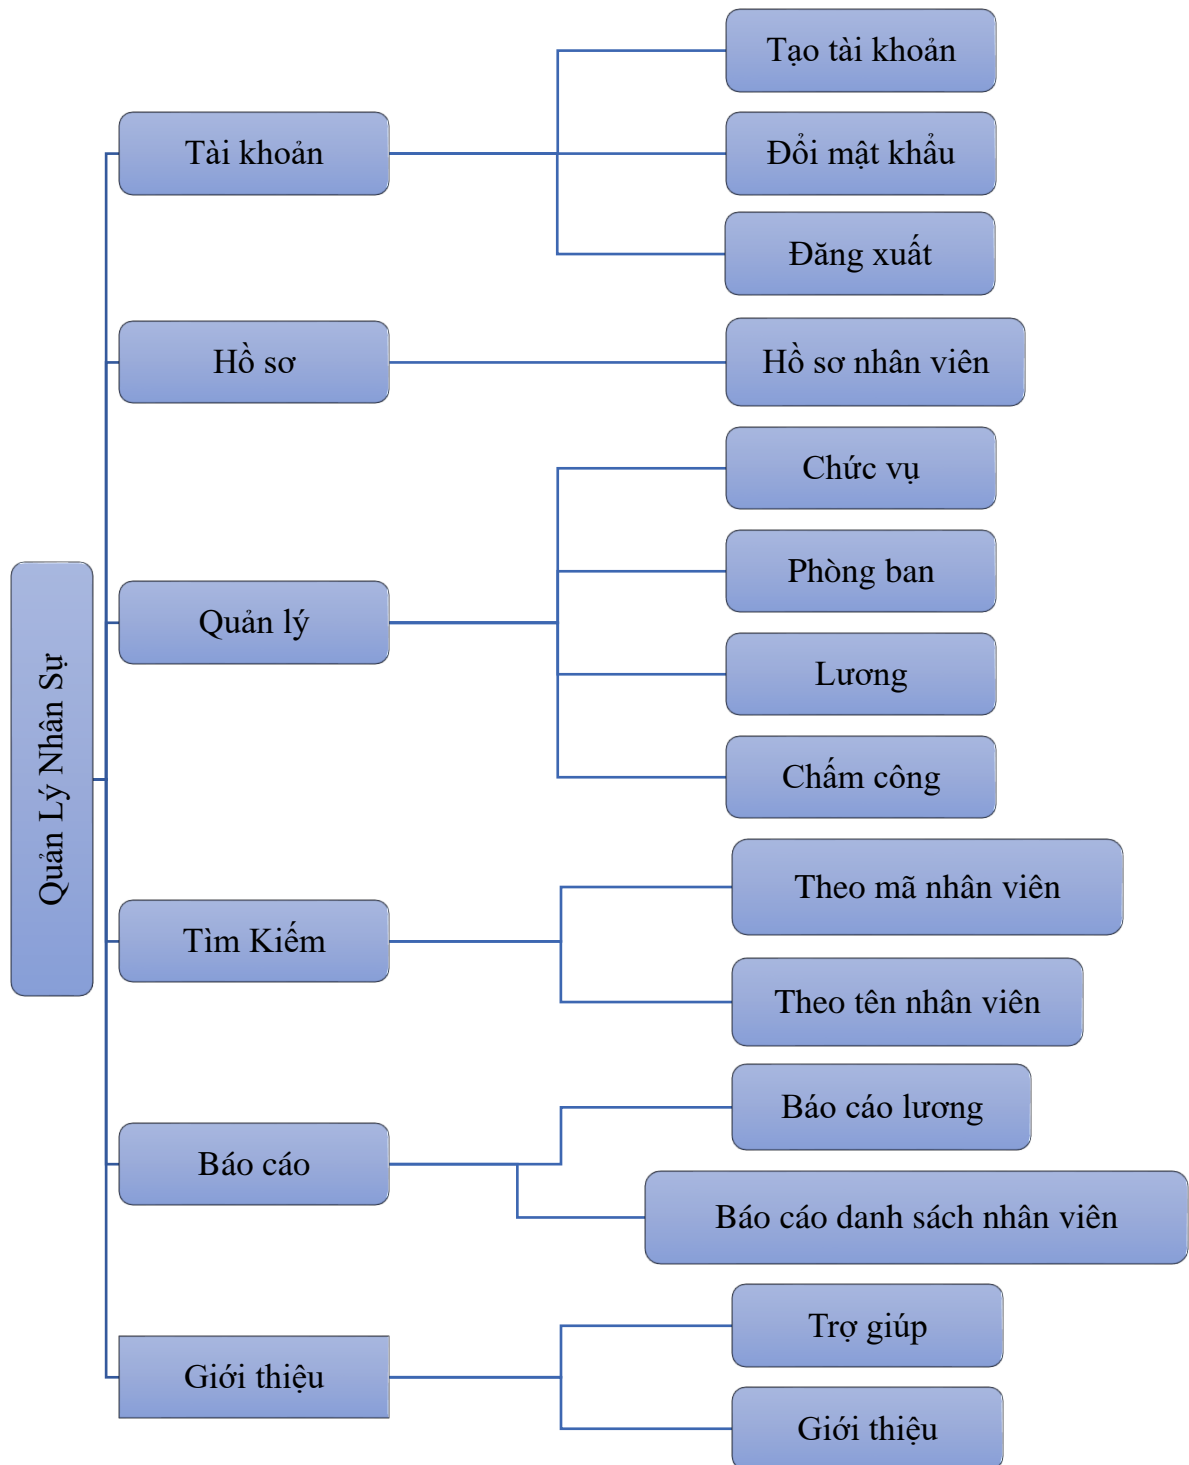 Quản Lý Nhân Sự
Tài khoản
Tạo tài khoản
Đổi mật khẩu
Đăng xuất
Hồ sơ
Hồ sơ nhân viên
Quản lý
Chức vụ
Phòng ban
Lương
Chấm công
Tìm Kiếm
Theo mã nhân viên
Theo tên nhân viên
Báo cáo
Báo cáo lương
Báo cáo danh sách nhân viên
Giới thiệu
Trợ giúp
Giới thiệu